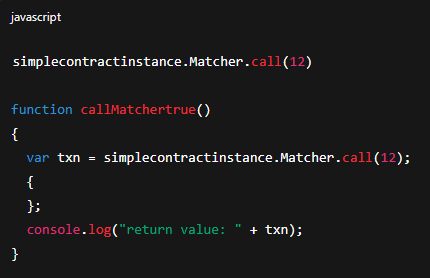 javascript
simplecontractinstance.Matcher.call(12)
function callMatchertrue()
{
var txn = simplecontractinstance.Matcher.call(12);
{
};
console.log("return value: " + txn);
}